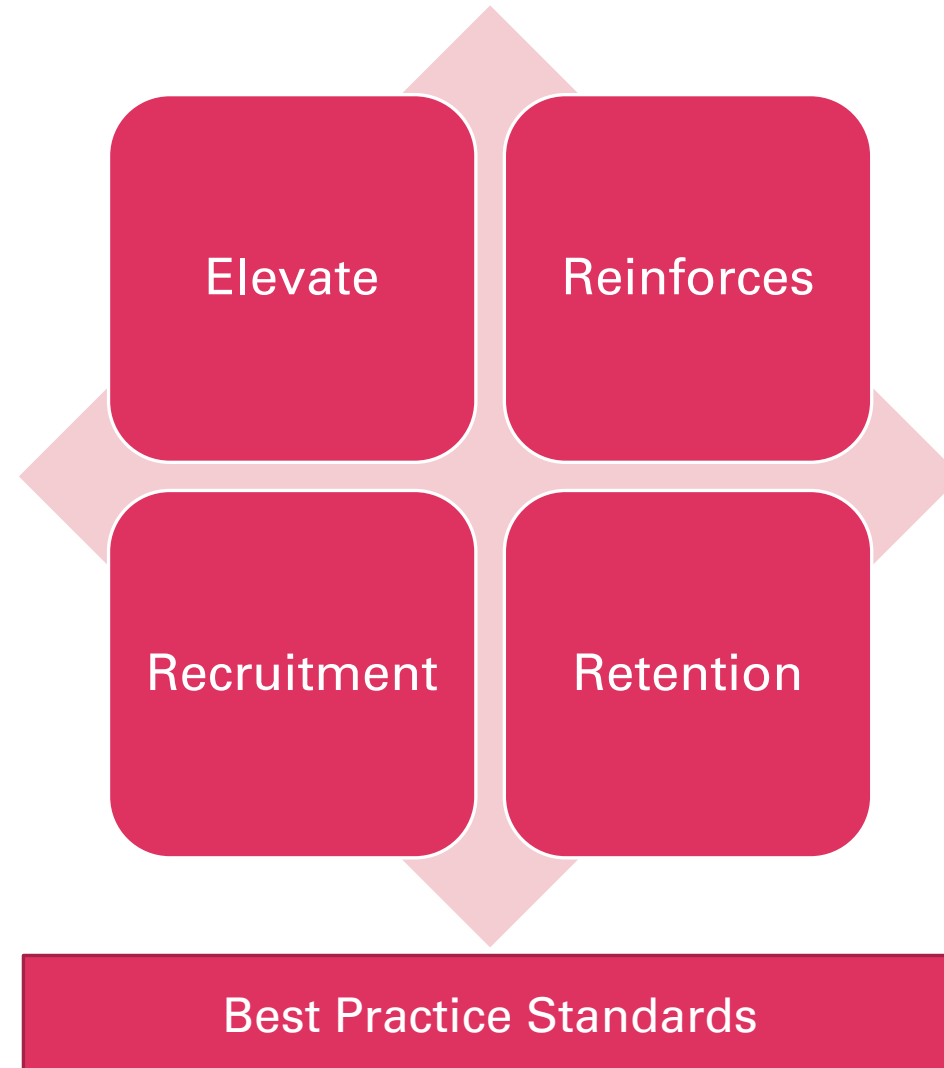 Elevate
Reinforces
Recruitment
Retention
Best Practice Standards